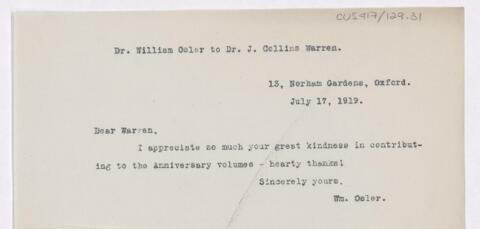 CUS417/129.31
Dr. William Osler to Dr. J. Collins Warren.
13, Norham Gardens, Oxford.
July 17, 1919.
Dear Warren,
I appreciate so much your great kindness in contribut-
ing to the Anniversary volumes - hearty thanks!
Sincerely yours,
Wm. Osler.